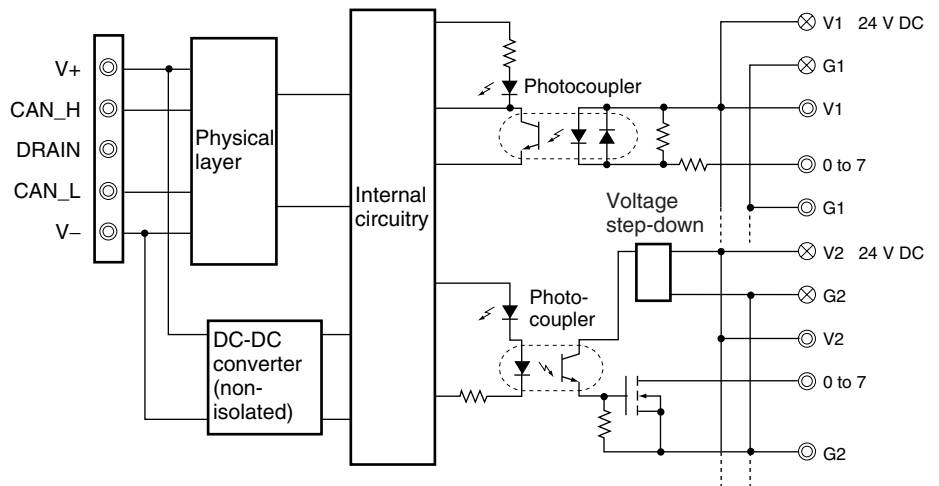 V+
CAN_H
DRAIN
CAN_L
V–
Physical
layer
DC-DC
converter
(non-
isolated)
Internal
circuitry
Photocoupler
Voltage
step-down
Photo-
coupler
V1 24 V DC
G1
V1
0 to 7
G1
V2 24 V DC
G2
V2
0 to 7
G2